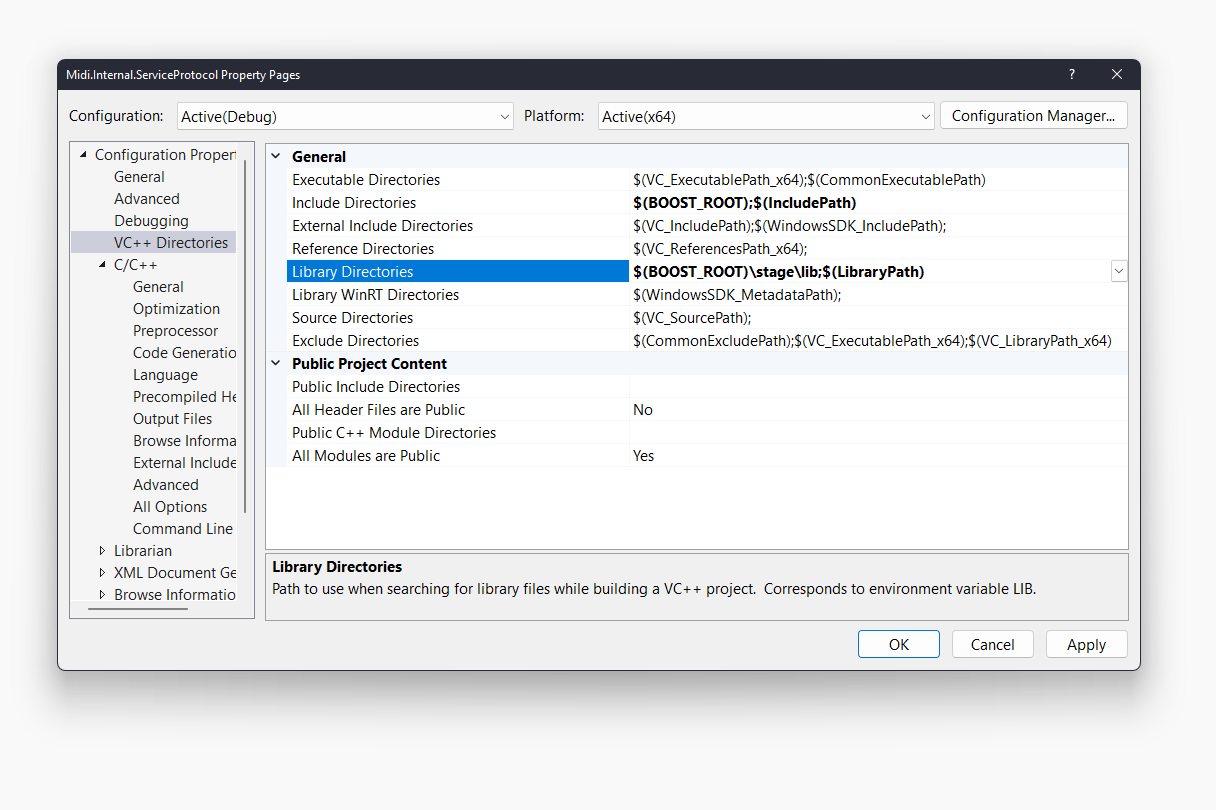 Midi.Internal.ServiceProtocol Property Pages ?
Configuration: Active(Debug) Platform: Active(x64) Configuration Manager...
Configuration Propert
General
Advanced
Debugging
VC++ Directories
C/C++
General
Optimization
Preprocessor
Code Generatio
Language
Precompiled He
Output Files
Browse Informa
External Include
Advanced
All Options
Command Line
Librarian
XML Document Ge
Browse Informatio
General
Executable Directories $(VC_ExecutablePath_x64);$(CommonExecutablePath)
Include Directories $(BOOST_ROOT);$(IncludePath)
External Include Directories $(VC_IncludePath);$(WindowsSDK_IncludePath);
Reference Directories $(VC_ReferencesPath_x64);
Library Directories $(BOOST_ROOT)\stage\lib;$(LibraryPath)
Library WinRT Directories $(WindowsSDK_MetadataPath);
Source Directories $(VC_SourcePath);
Exclude Directories $(CommonExcludePath);$(VC_ExecutablePath_x64);$(VC_LibraryPath_x64)
Public Project Content
Public Include Directories
All Header Files are Public No
Public C++ Module Directories
All Modules are Public Yes
Library Directories
Path to use when searching for library files while building a VC++ project.  Corresponds to environment variable LIB.
OK Cancel Apply